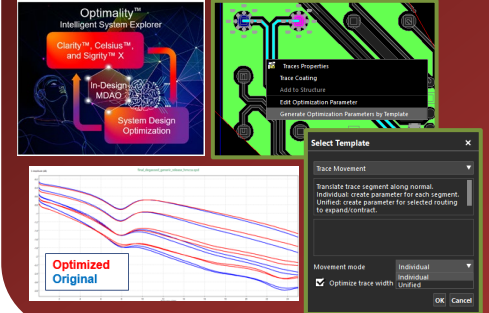 Optimality™
Intelligent System Explorer
Clarity™, Celsius™,
and Sigrity™ X
In-Design
MDAO
System Design
Optimization
Traces Properties
Trace Coating
Add to Structure
Edit Optimization Parameter
Generate Optimization Parameters by Template
Select Template
×
Trace Movement
Translate trace segment along normal.
Individual: create parameter for each segment.
Unified: create parameter for selected routing
to expand/contract.
Movement mode
Individual
Individual
Unified
Optimize trace width
OK
Cancel
Optimized
Original